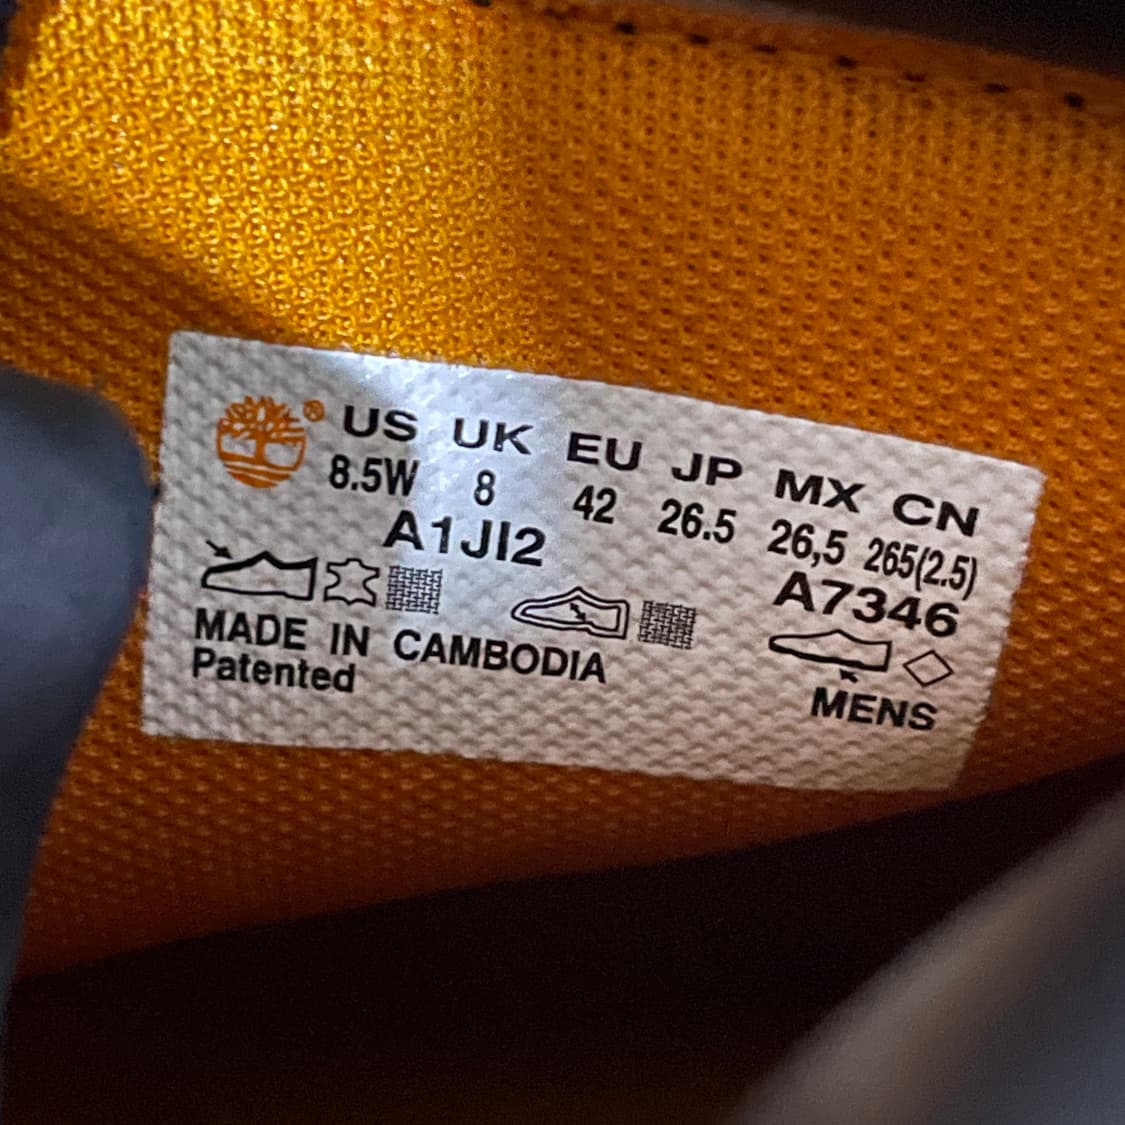 ® US UK EU JP MX CN
8.5W 8 42 26.5 26,5 265(2.5)
A1JI2 A7346
MADE IN CAMBODIA
Patented
MENS